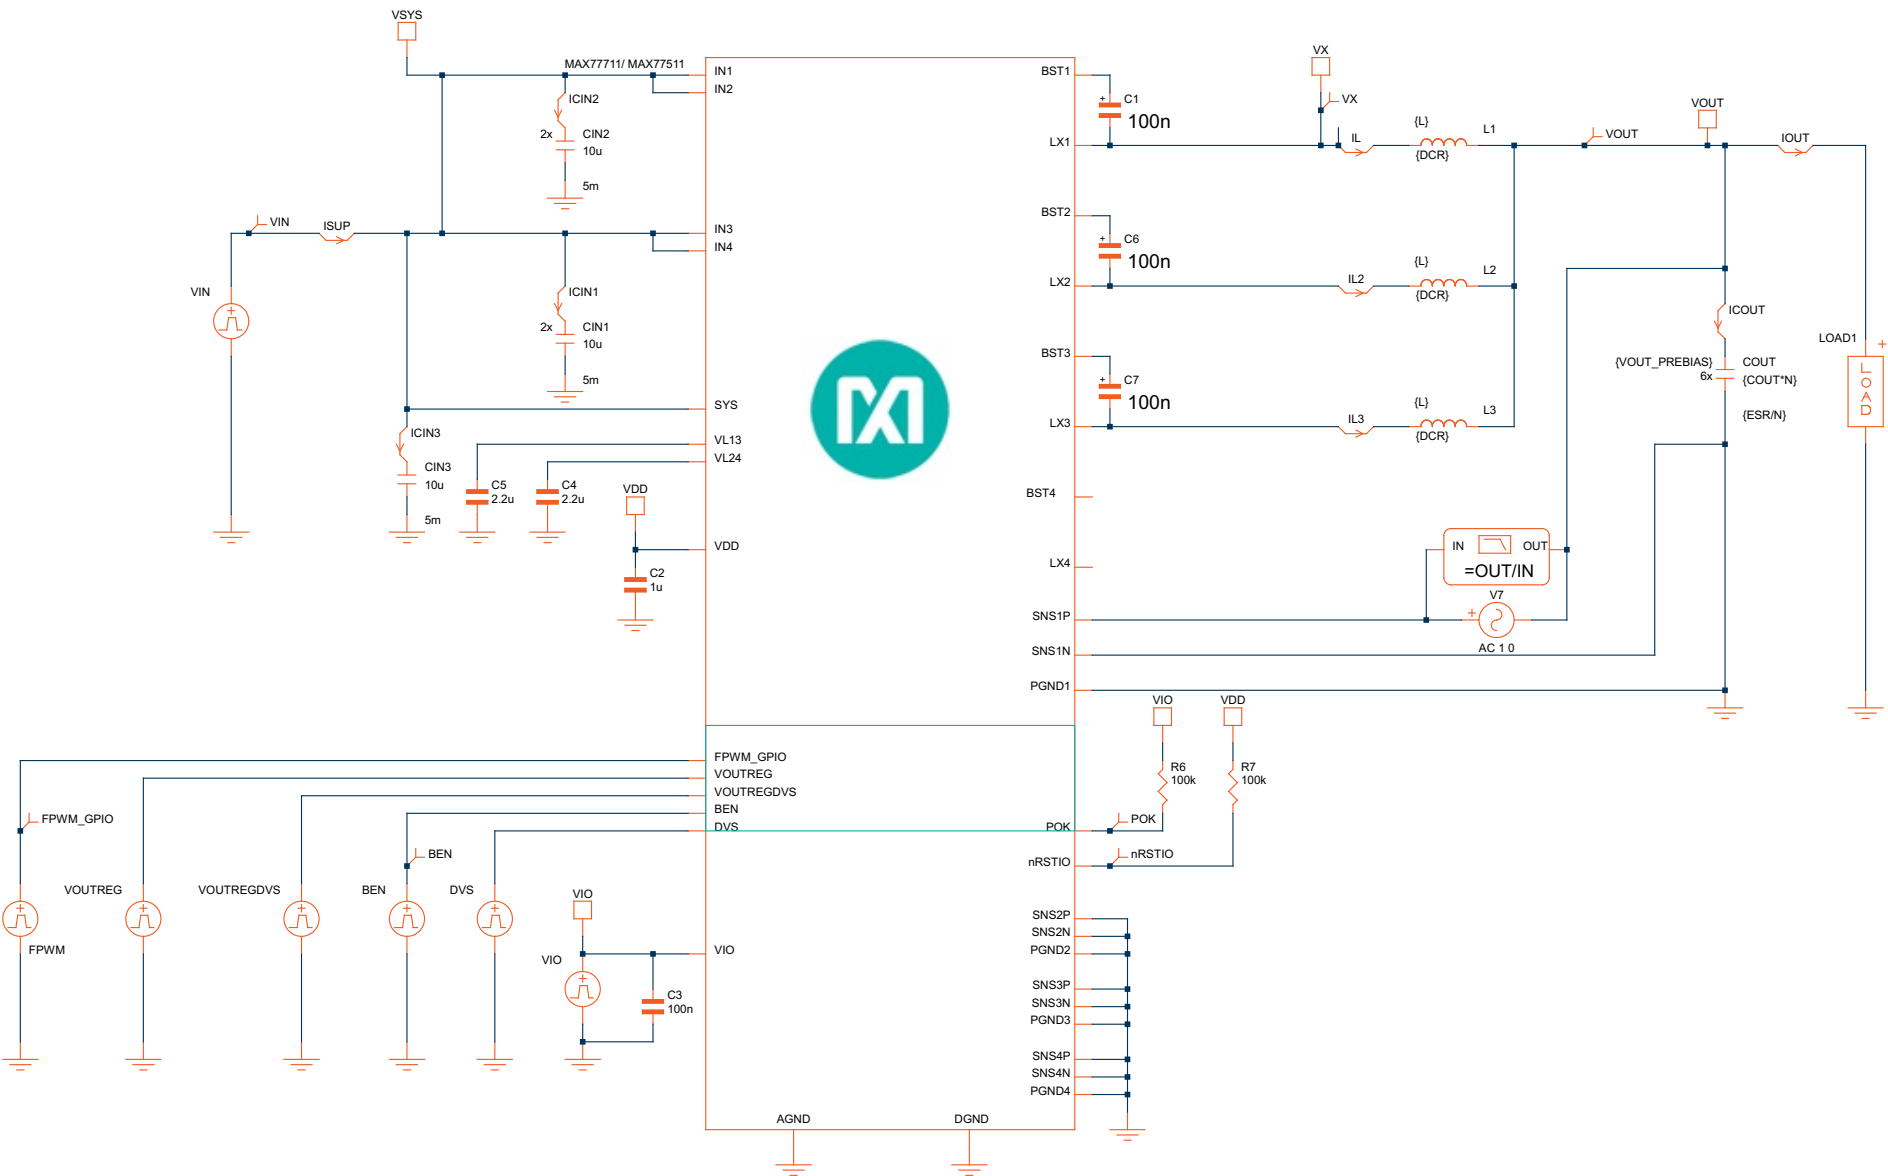 VSYS
MAX77711/ MAX77511
IN1
IN2
ICIN2
2x
CIN2
10u
5m
VIN
ISUP
IN3
IN4
VIN
ICIN1
2x
CIN1
10u
5m
SYS
ICIN3
CIN3
10u
5m
VL13
VL24
C5
2.2u
C4
2.2u
VDD
VDD
C2
1u
BST1
C1
100n
LX1
VX
VX
IL
{L}
L1
{DCR}
VOUT
VOUT
IOUT
BST2
C6
100n
LX2
IL2
{L}
L2
{DCR}
BST3
C7
100n
LX3
IL3
{L}
L3
{DCR}
ICOUT
{VOUT_PREBIAS}
6x
COUT
{COUT*N}
{ESR/N}
LOAD1
LOAD
BST4
LX4
IN
OUT
=OUT/IN
V7
AC 1 0
SNS1P
SNS1N
PGND1
VIO
VDD
R6
100k
R7
100k
FPWM_GPIO
VOUTREG
VOUTREGDVS
BEN
DVS
POK
POK
nRSTIO
nRSTIO
FPWM_GPIO
BEN
FPWM
VOUTREG
VOUTREGDVS
BEN
DVS
VIO
VIO
VIO
C3
100n
SNS2P
SNS2N
PGND2
SNS3P
SNS3N
PGND3
SNS4P
SNS4N
PGND4
AGND
DGND